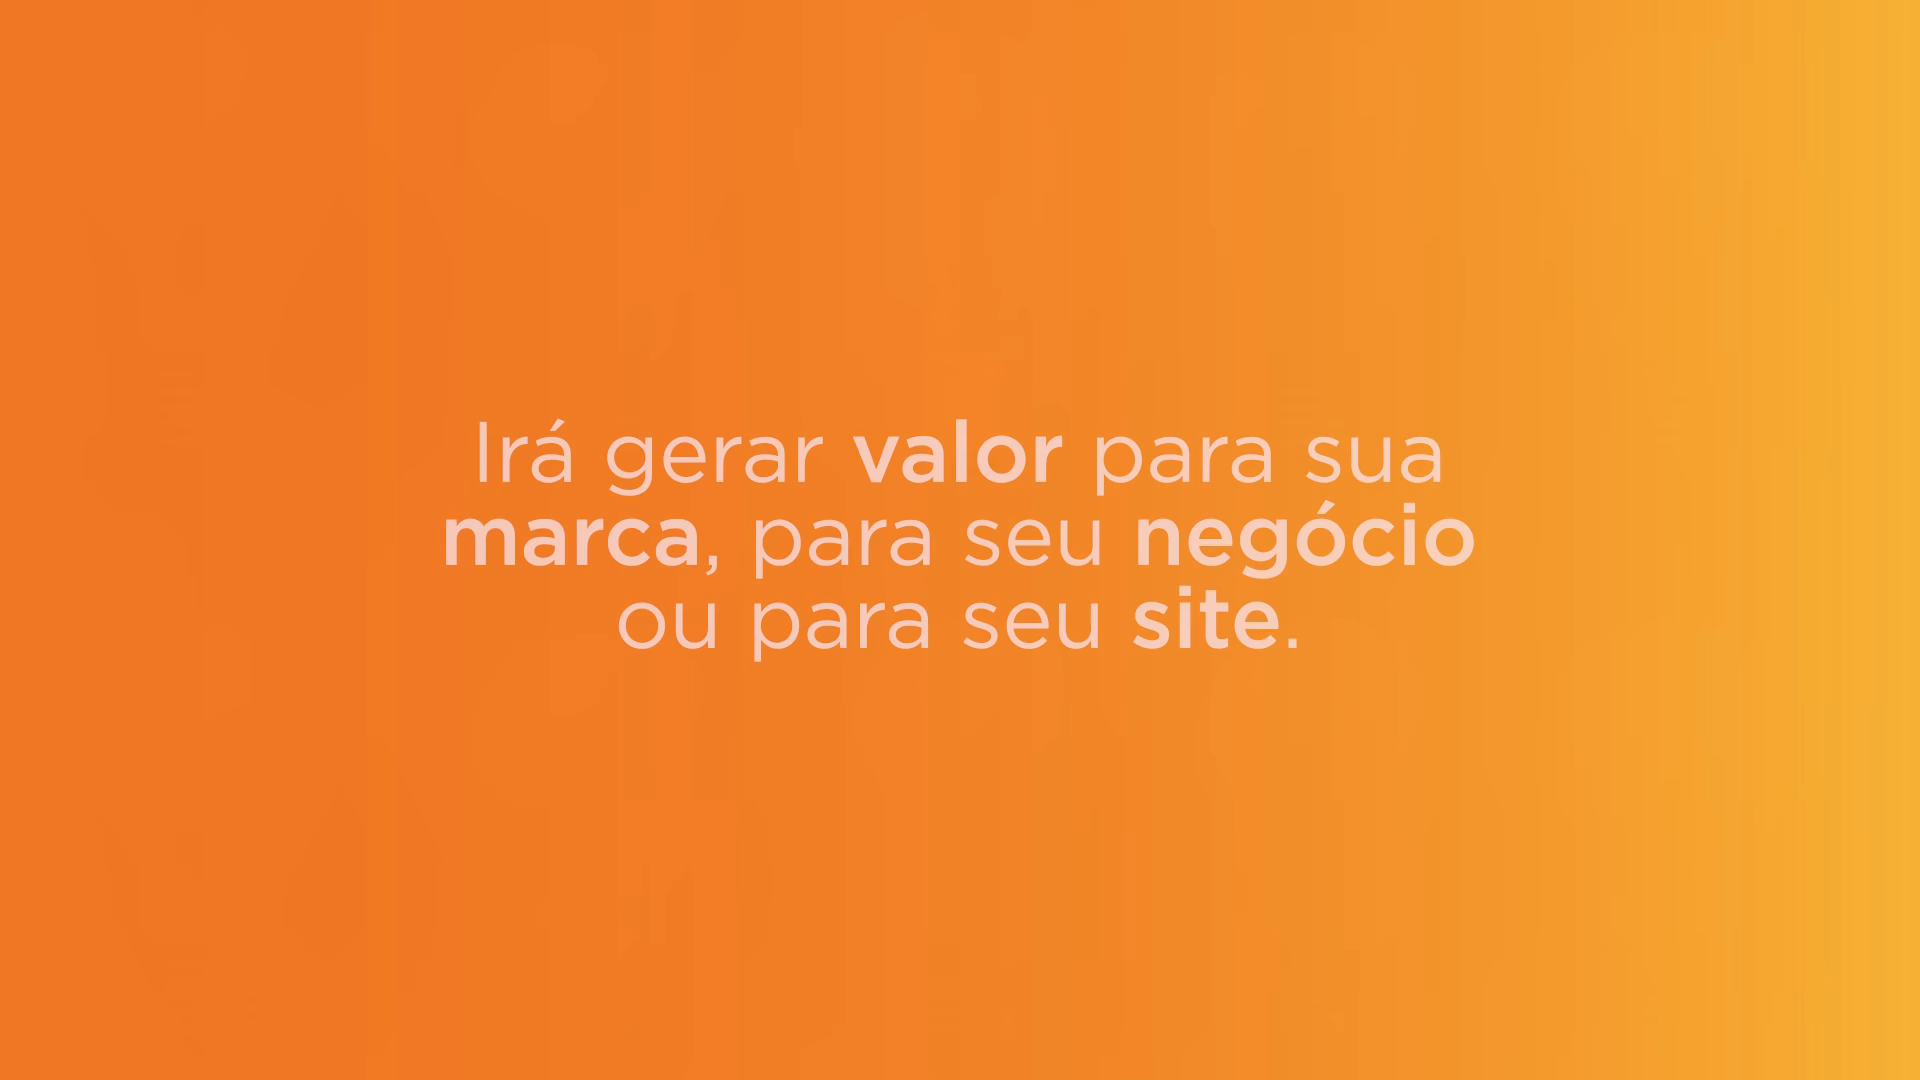 Irá gerar valor para sua
marca, para seu negócio
ou para seu site.